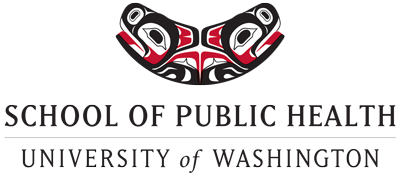 SCHOOL OF PUBLIC HEALTH
UNIVERSITY of WASHINGTON